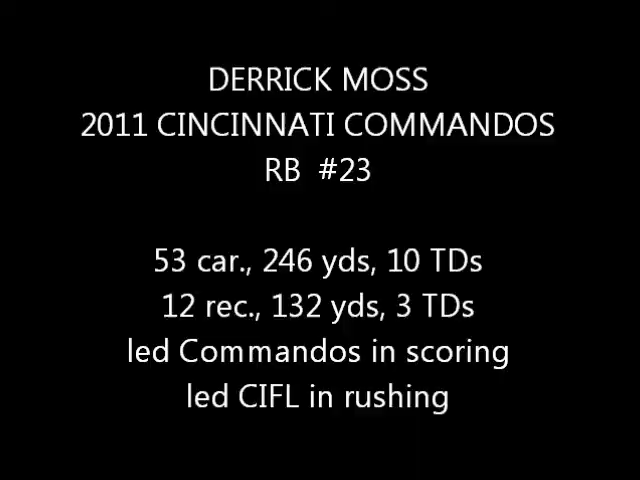 DERRICK MOSS
2011 CINCINNATI COMMANDOS
RB #23
53 car., 246 yds, 10 TDs
12 rec., 132 yds, 3 TDs
led Commandos in scoring
led CIFL in rushing